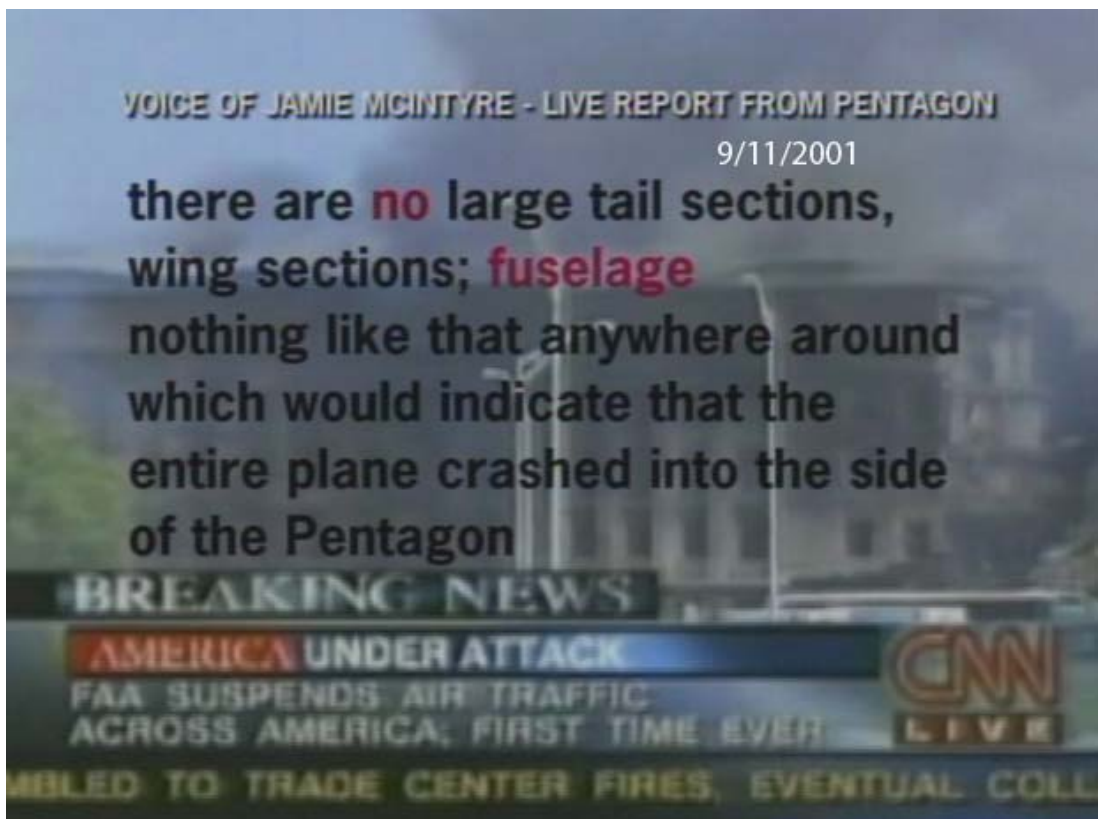 VOICE OF JAMIE MCINTYRE - LIVE REPORT FROM PENTAGON
9/11/2001
there are no large tail sections,
wing sections; fuselage
nothing like that anywhere around
which would indicate that the
entire plane crashed into the side
of the Pentagon
BREAKING NEWS
AMERICA UNDER ATTACK
FAA SUSPENDS AIR TRAFFIC
ACROSS AMERICA; FIRST TIME EVER
CNN
LIVE
MBLED TO TRADE CENTER FIRES, EVENTUAL COLL